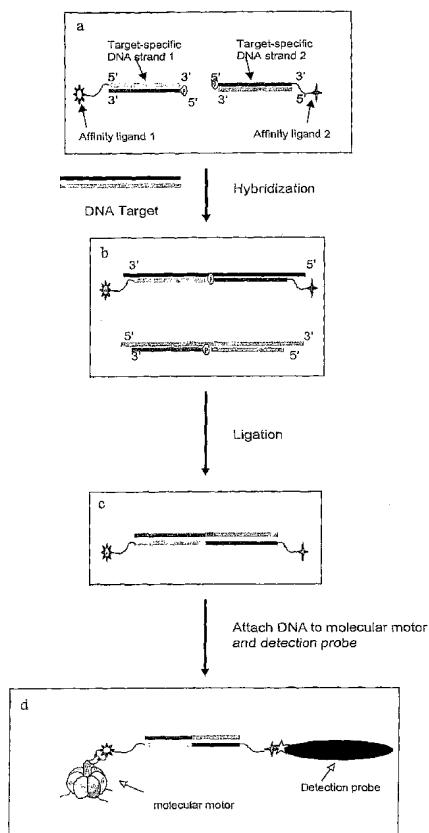 a
Target-specific
DNA strand 1
Target-specific
DNA strand 2
5'
3'
5'
3'
3'
5'
3'
5'
Affinity ligand 1
Affinity ligand 2
DNA Target
Hybridization
b
3'
5'
5'
3'
3'
5'
Ligation
c
Attach DNA to molecular motor
and detection probe
d
molecular motor
Detection probe